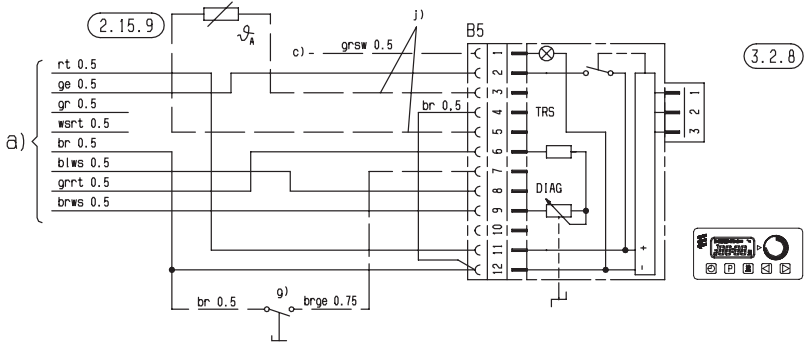 2.15.9
ϑA
j)
B5
c)
grsw 0.5
3.2.8
a)
rt 0.5
ge 0.5
gr 0.5
wsrt 0.5
br 0.5
blws 0.5
grrt 0.5
brws 0.5
br 0,5
1
2
3
4
5
6
7
8
9
10
11
12
TRS
DIAG
+
-
1
2
3
P
br 0.5
g)
brge 0.75